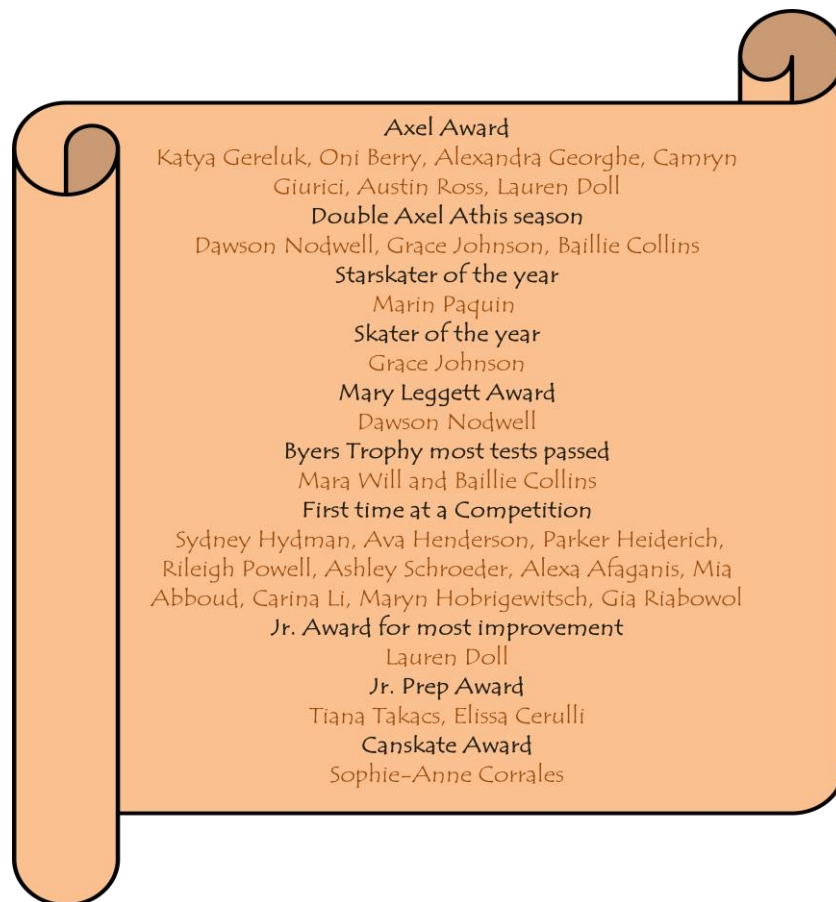 Axel Award
Katya Gereluk, Oni Berry, Alexandra Georghe, Camryn
Giurici, Austin Ross, Lauren Doll
Double Axel Athis season
Dawson Nodwell, Grace Johnson, Baillie Collins
Starskater of the year
Marin Paquin
Skater of the year
Grace Johnson
Mary Leggett Award
Dawson Nodwell
Byers Trophy most tests passed
Mara Will and Baillie Collins
First time at a Competition
Sydney Hydman, Ava Henderson, Parker Heiderich,
Rileigh Powell, Ashley Schroeder, Alexa Afaganis, Mia
Abboud, Carina Li, Maryn Hobrigewitsch, Gia Riabowol
Jr. Award for most improvement
Lauren Doll
Jr. Prep Award
Tiana Takacs, Elissa Cerulli
Canskate Award
Sophie-Anne Corrales